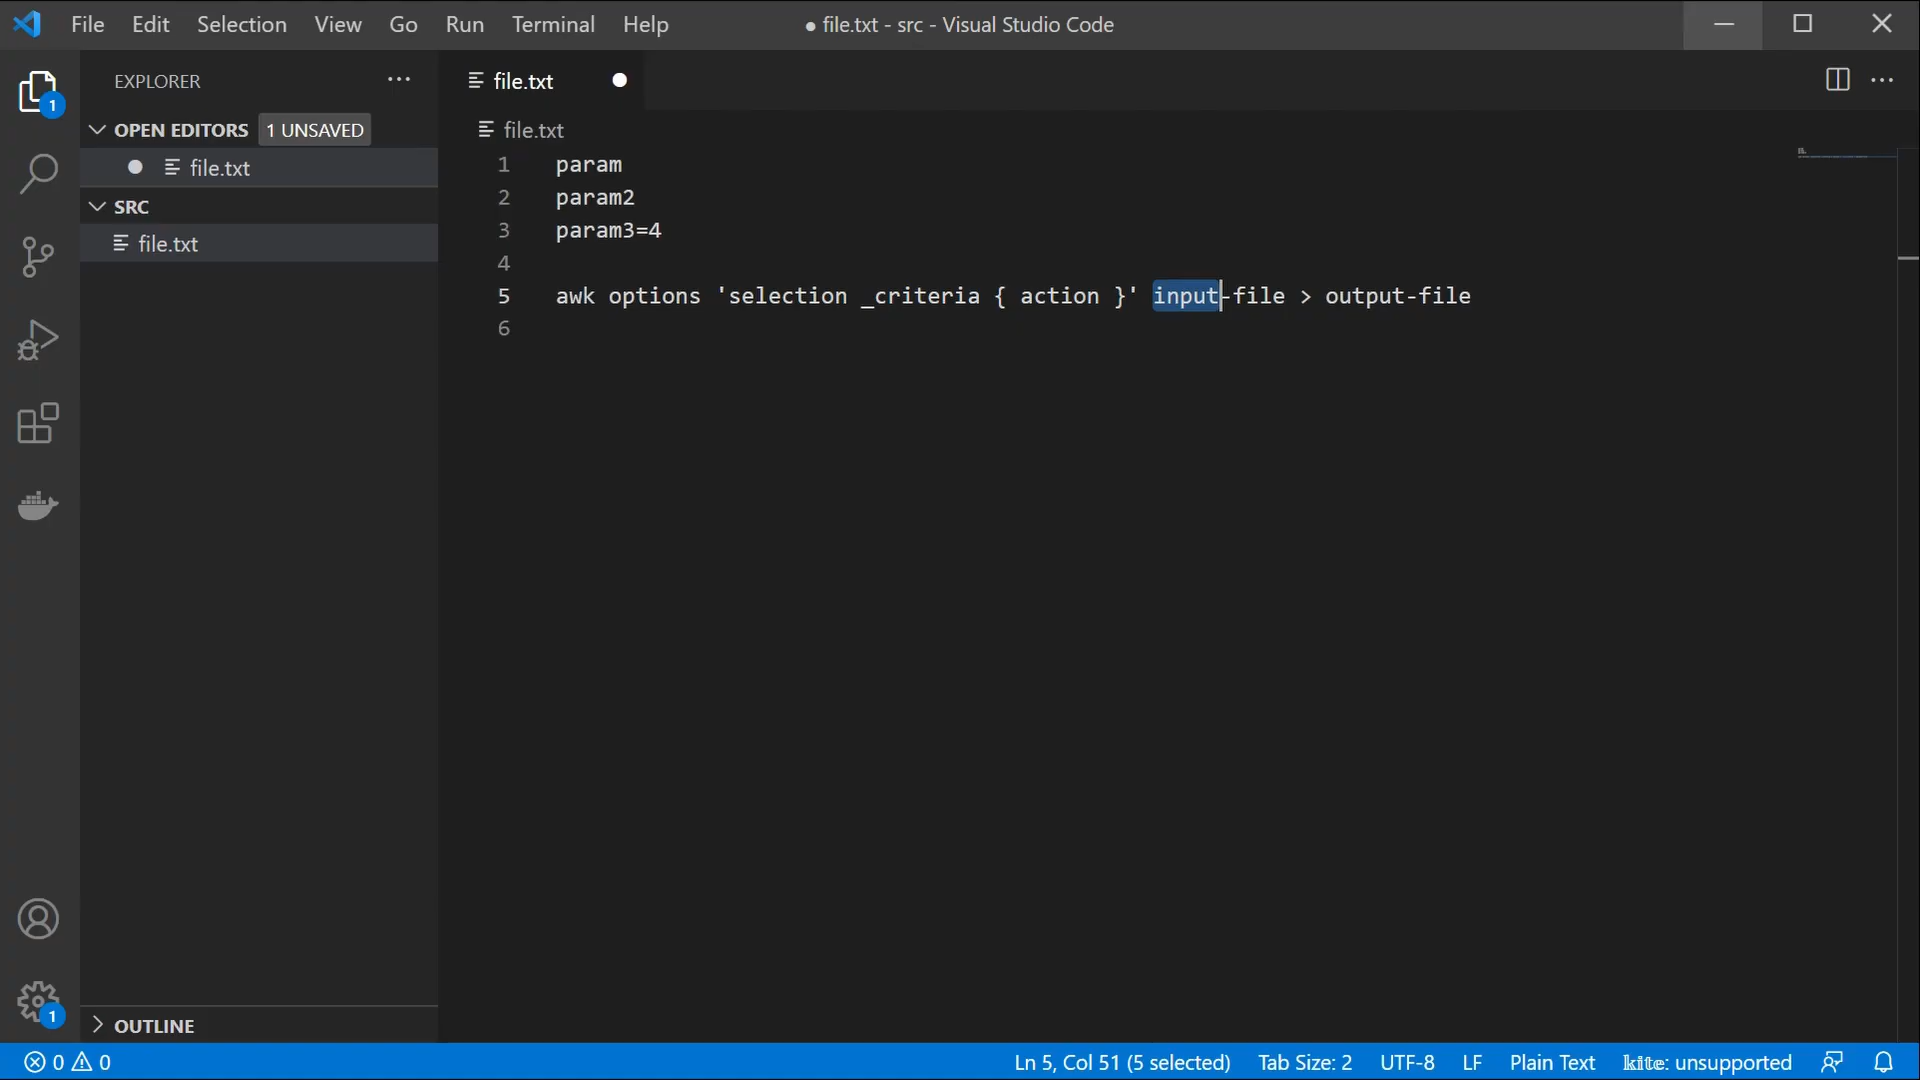 File Edit Selection View Go Run Terminal Help
● file.txt - src - Visual Studio Code
EXPLORER
file.txt
1
OPEN EDITORS 1 UNSAVED
file.txt
file.txt
SRC
file.txt
1 param
2 param2
3 param3=4
4
5 awk options 'selection _criteria { action }' input-file > output-file
6
1
OUTLINE
0 0 Ln 5, Col 51 (5 selected) Tab Size: 2 UTF-8 LF Plain Text kite: unsupported